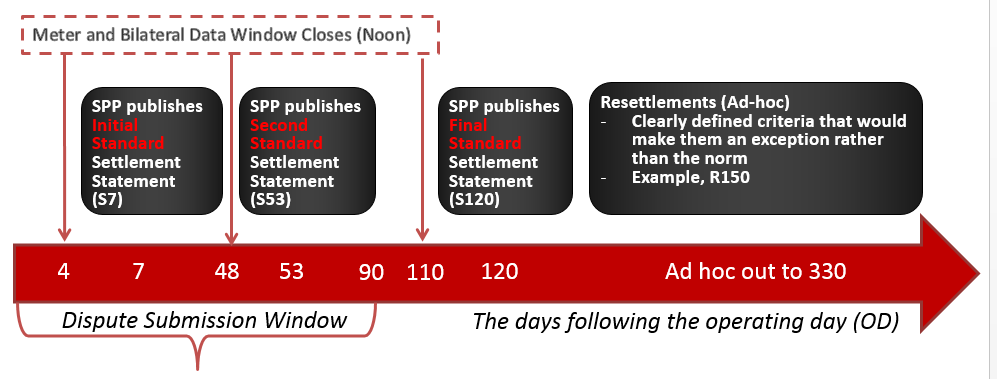 Meter and Bilateral Data Window Closes (Noon)
SPP publishes
Initial
Standard
Settlement
Statement
(S7)
SPP publishes
Second
Standard
Settlement
Statement
(S53)
SPP publishes
Final
Standard
Settlement
Statement
(S120)
Resettlements (Ad-hoc)
- Clearly defined criteria that would
make them an exception rather
than the norm
- Example, R150
4 7 48 53 90 110 120 Ad hoc out to 330
Dispute Submission Window
The days following the operating day (OD)